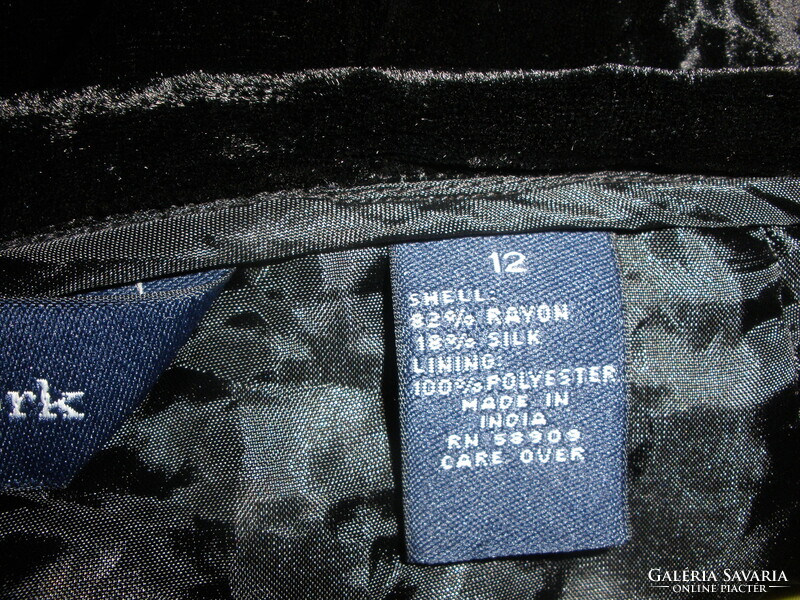 rk
12
SHELL:
82% RAYON
18% SILK
LINING:
100% POLYESTER
MADE IN
INDIA
RN 58909
CARE OVER
GALÉRIA SAVARIA
ONLINE PIACTÉR